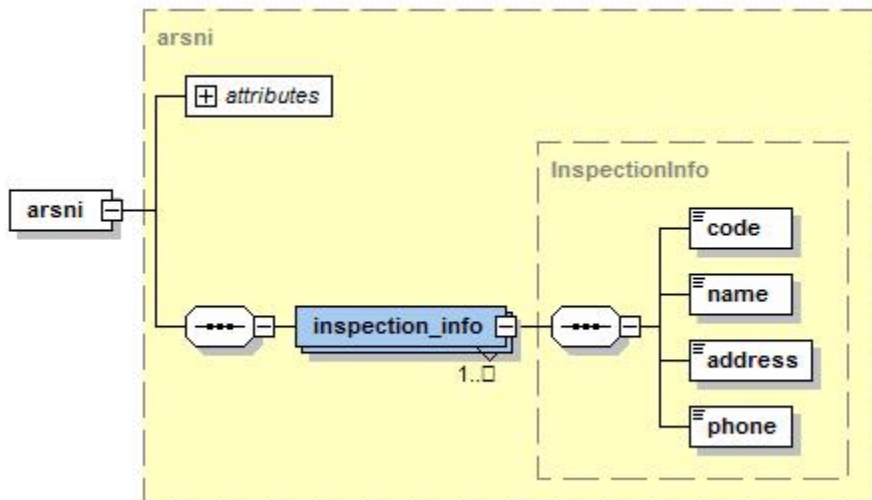 arsni
attributes
arsni
InspectionInfo
code
name
inspection_info
address
1..□
phone